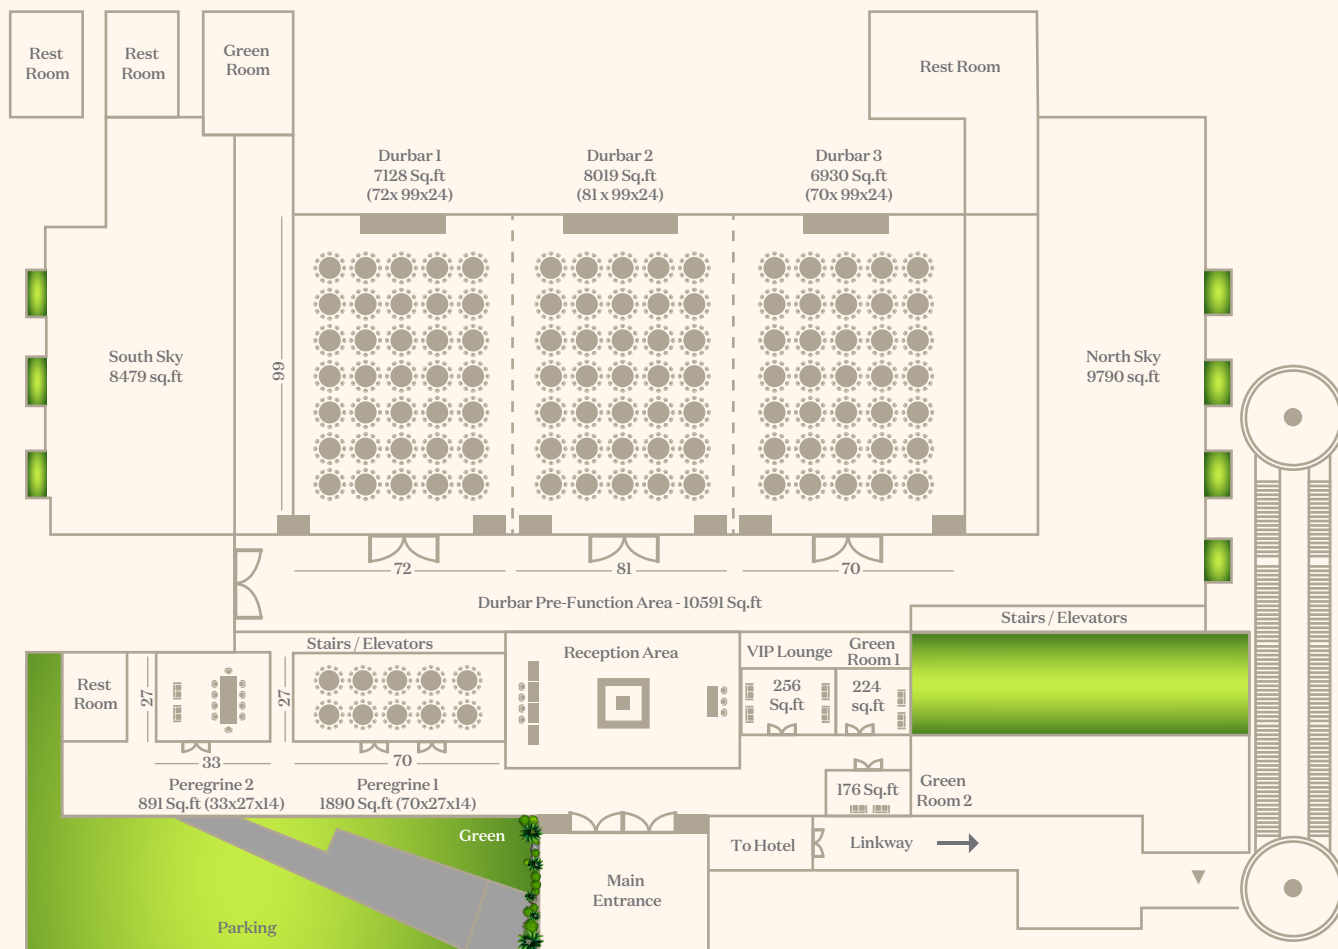 Rest
Room
Rest
Room
Green
Room
Rest Room
Durbar 1
7128 Sq.ft
(72x 99x24)
Durbar 2
8019 Sq.ft
(81 x 99x24)
Durbar 3
6930 Sq.ft
(70x 99x24)
South Sky
8479 sq.ft
99
North Sky
9790 sq.ft
72
81
70
Durbar Pre-Function Area - 10591 Sq.ft
Stairs / Elevators
Stairs / Elevators
Reception Area
VIP Lounge
Green
Room 1
Rest
Room
27
27
256
Sq.ft
224
sq.ft
33
70
Peregrine 2
891 Sq.ft (33x27x14)
Peregrine 1
1890 Sq.ft (70x27x14)
176 Sq.ft
Green
Room 2
Green
To Hotel
Linkway
Main
Entrance
Parking